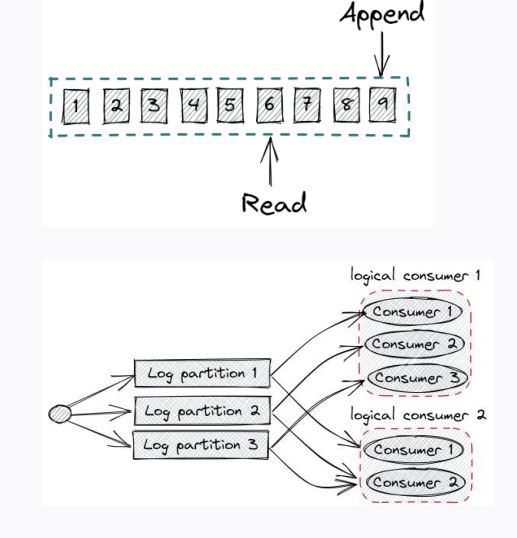 Append
1 2 3 4 5 6 7 8 9
Read
logical consumer 1
Consumer 1
Consumer 2
Consumer 3
Log partition 1
Log partition 2
Log partition 3
logical consumer 2
Consumer 1
Consumer 2